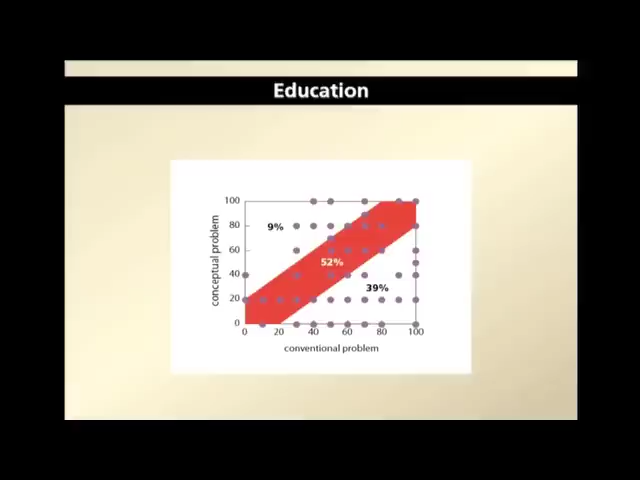 Education
100
80
60
40
20
0
conceptual problem
9%
52%
39%
0 20 40 60 80 100
conventional problem